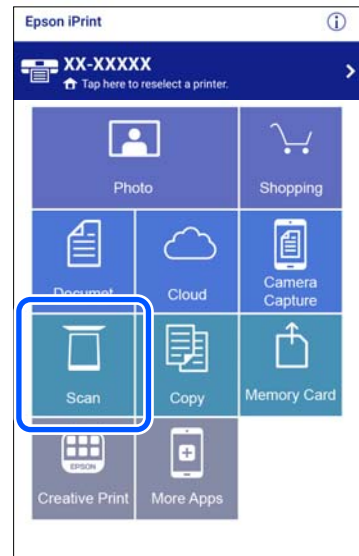 Epson iPrint
XX-XXXXX
Tap here to reselect a printer.
Photo
Shopping
Documet
Cloud
Camera
Capture
Scan
Copy
Memory Card
EPSON
Creative Print
More Apps